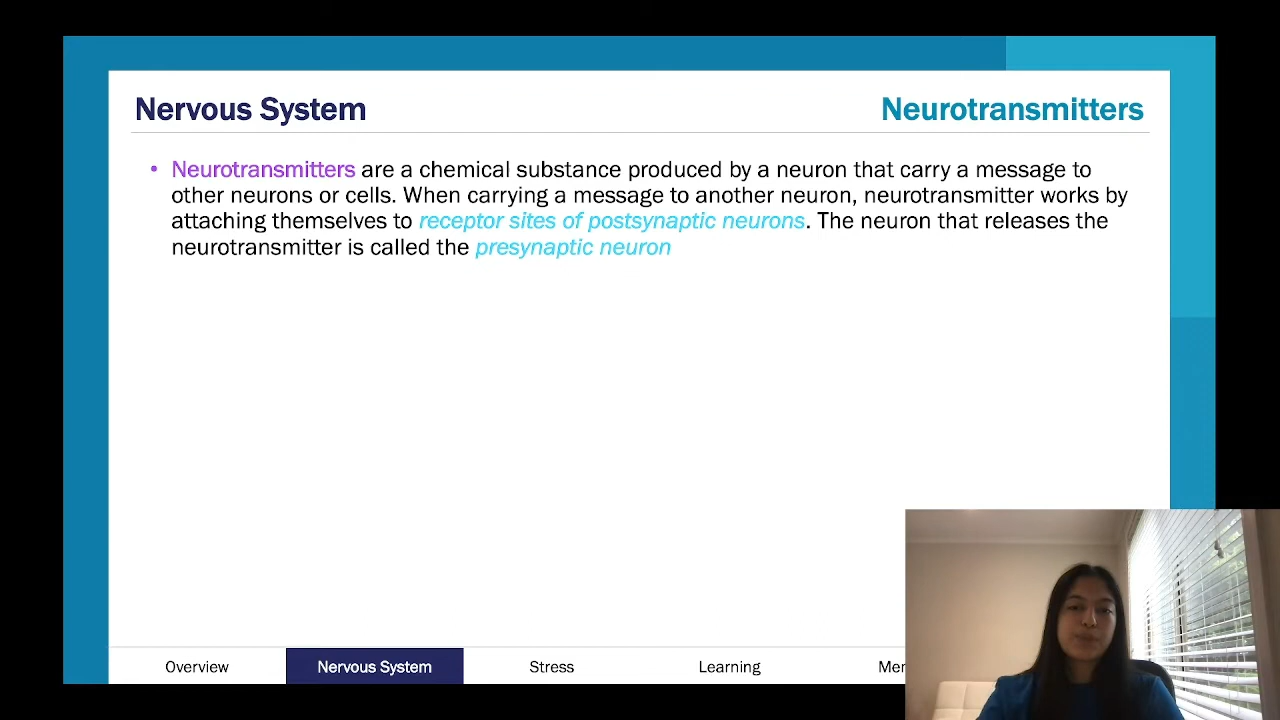 Nervous System
Neurotransmitters
• Neurotransmitters are a chemical substance produced by a neuron that carry a message to
other neurons or cells. When carrying a message to another neuron, neurotransmitter works by
attaching themselves to receptor sites of postsynaptic neurons. The neuron that releases the
neurotransmitter is called the presynaptic neuron
Overview
Nervous System
Stress
Learning